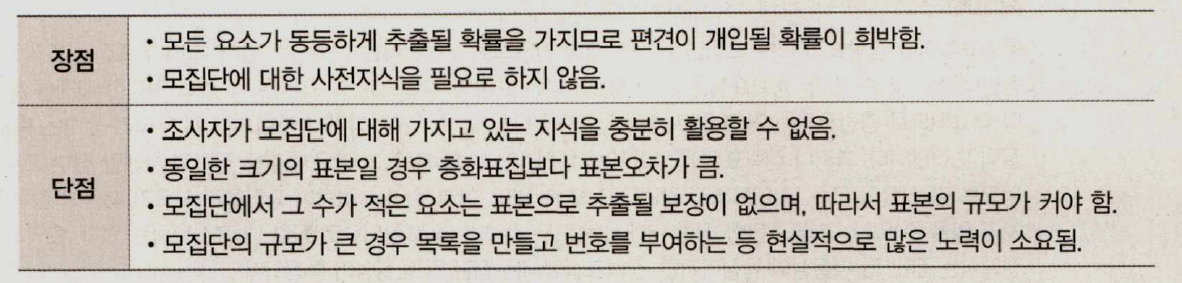 장점
• 모든 요소가 동등하게 추출될 확률을 가지므로 편견이 개입될 확률이 희박함.
• 모집단에 대한 사전지식을 필요로 하지 않음.
단점
• 조사자가 모집단에 대해 가지고 있는 지식을 충분히 활용할 수 없음.
• 동일한 크기의 표본일 경우 층화표집보다 표본오차가 큼.
• 모집단에서 그 수가 적은 요소는 표본으로 추출될 보장이 없으며, 따라서 표본의 규모가 커야 함.
• 모집단의 규모가 큰 경우 목록을 만들고 번호를 부여하는 등 현실적으로 많은 노력이 소요됨.